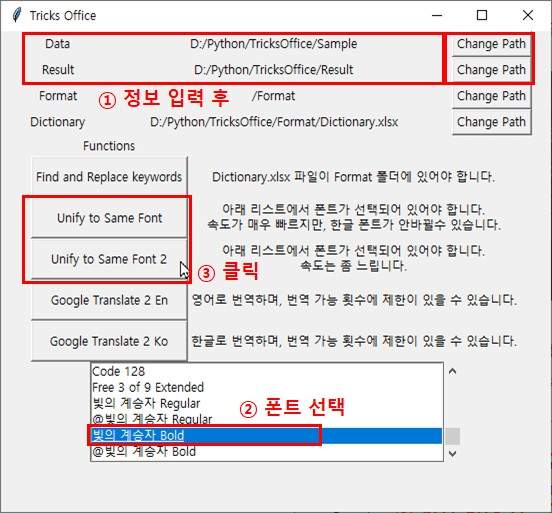 Tricks Office
Data D:/Python/TricksOffice/Sample Change Path
Result D:/Python/TricksOffice/Result Change Path
Format /Format Change Path
① 정보 입력 후
Dictionary D:/Python/TricksOffice/Format/Dictionary.xlsx Change Path
Functions
Find and Replace keywords Dictionary.xlsx 파일이 Format 폴더에 있어야 합니다.
Unify to Same Font 아래 리스트에서 폰트가 선택되어 있어야 합니다.
속도가 매우 빠르지만, 한글 폰트가 안바뀔수 있습니다.
Unify to Same Font 2 아래 리스트에서 폰트가 선택되어 있어야 합니다.
속도는 좀 느립니다.
③ 클릭
Google Translate 2 En 영어로 번역하며, 번역 가능 횟수에 제한이 있을 수 있습니다.
Google Translate 2 Ko 한글로 번역하며, 번역 가능 횟수에 제한이 있을 수 있습니다.
Code 128
Free 3 of 9 Extended
빛의 계승자 Regular
② 폰트 선택
@빛의 계승자 Regular
빛의 계승자 Bold
@빛의 계승자 Bold